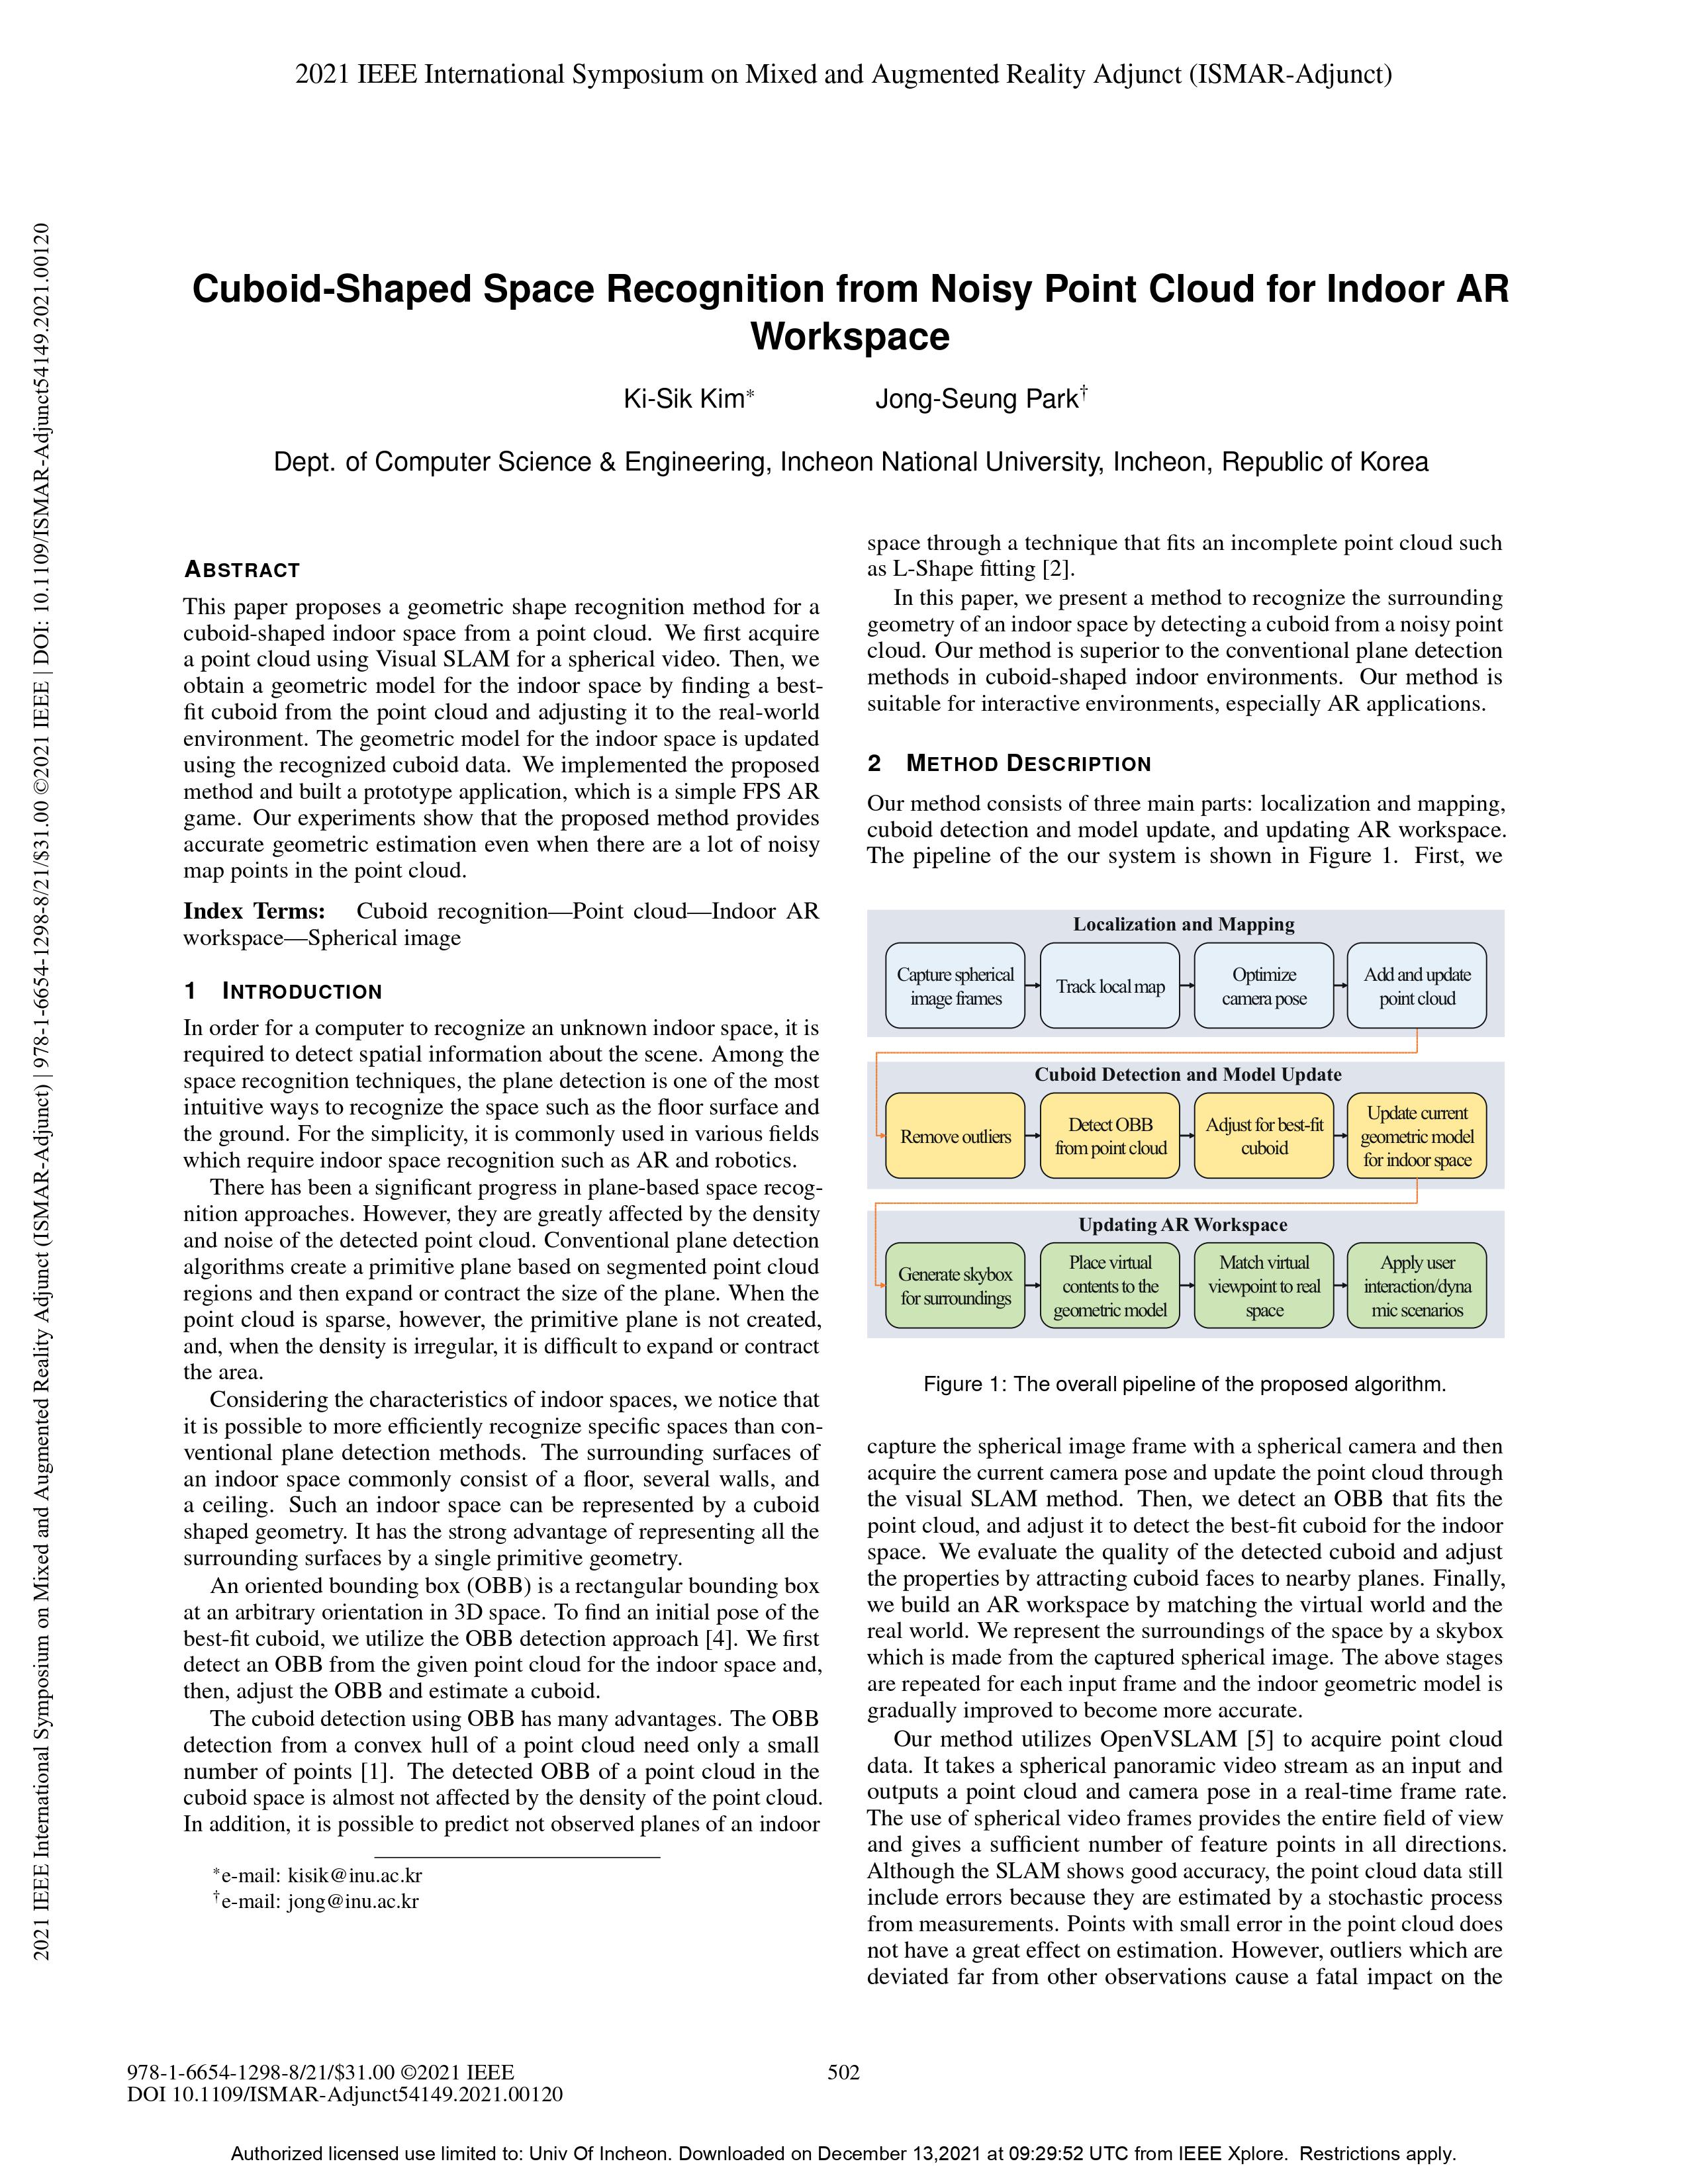 2021 IEEE International Symposium on Mixed and Augmented Reality Adjunct (ISMAR-Adjunct)
2021 IEEE International Symposium on Mixed and Augmented Reality Adjunct (ISMAR-Adjunct) | 978-1-6654-1298-8/21/$31.00 ©2021 IEEE | DOI: 10.1109/ISMAR-Adjunct54149.2021.00120
Cuboid-Shaped Space Recognition from Noisy Point Cloud for Indoor AR
Workspace
Ki-Sik Kim* Jong-Seung Park†
Dept. of Computer Science & Engineering, Incheon National University, Incheon, Republic of Korea
ABSTRACT
This paper proposes a geometric shape recognition method for a
cuboid-shaped indoor space from a point cloud. We first acquire
a point cloud using Visual SLAM for a spherical video. Then, we
obtain a geometric model for the indoor space by finding a best-
fit cuboid from the point cloud and adjusting it to the real-world
environment. The geometric model for the indoor space is updated
using the recognized cuboid data. We implemented the proposed
method and built a prototype application, which is a simple FPS AR
game. Our experiments show that the proposed method provides
accurate geometric estimation even when there are a lot of noisy
map points in the point cloud.
Index Terms: Cuboid recognition—Point cloud—Indoor AR
workspace—Spherical image
1 INTRODUCTION
In order for a computer to recognize an unknown indoor space, it is
required to detect spatial information about the scene. Among the
space recognition techniques, the plane detection is one of the most
intuitive ways to recognize the space such as the floor surface and
the ground. For the simplicity, it is commonly used in various fields
which require indoor space recognition such as AR and robotics.
There has been a significant progress in plane-based space recog-
nition approaches. However, they are greatly affected by the density
and noise of the detected point cloud. Conventional plane detection
algorithms create a primitive plane based on segmented point cloud
regions and then expand or contract the size of the plane. When the
point cloud is sparse, however, the primitive plane is not created,
and, when the density is irregular, it is difficult to expand or contract
the area.
Considering the characteristics of indoor spaces, we notice that
it is possible to more efficiently recognize specific spaces than con-
ventional plane detection methods. The surrounding surfaces of
an indoor space commonly consist of a floor, several walls, and
a ceiling. Such an indoor space can be represented by a cuboid
shaped geometry. It has the strong advantage of representing all the
surrounding surfaces by a single primitive geometry.
An oriented bounding box (OBB) is a rectangular bounding box
at an arbitrary orientation in 3D space. To find an initial pose of the
best-fit cuboid, we utilize the OBB detection approach [4]. We first
detect an OBB from the given point cloud for the indoor space and,
then, adjust the OBB and estimate a cuboid.
The cuboid detection using OBB has many advantages. The OBB
detection from a convex hull of a point cloud need only a small
number of points [1]. The detected OBB of a point cloud in the
cuboid space is almost not affected by the density of the point cloud.
In addition, it is possible to predict not observed planes of an indoor
*e-mail: kisik@inu.ac.kr
†e-mail: jong@inu.ac.kr
space through a technique that fits an incomplete point cloud such
as L-Shape fitting [2].
In this paper, we present a method to recognize the surrounding
geometry of an indoor space by detecting a cuboid from a noisy point
cloud. Our method is superior to the conventional plane detection
methods in cuboid-shaped indoor environments. Our method is
suitable for interactive environments, especially AR applications.
2 METHOD DESCRIPTION
Our method consists of three main parts: localization and mapping,
cuboid detection and model update, and updating AR workspace.
The pipeline of the our system is shown in Figure 1. First, we
Localization and Mapping
Capture spherical
image frames
Track local map
Optimize
camera pose
Add and update
point cloud
Cuboid Detection and Model Update
Remove outliers
Detect OBB
from point cloud
Adjust for best-fit
cuboid
Update current
geometric model
for indoor space
Updating AR Workspace
Generate skybox
for surroundings
Place virtual
contents to the
geometric model
Match virtual
viewpoint to real
space
Apply user
interaction/dyna
mic scenarios
Figure 1: The overall pipeline of the proposed algorithm.
capture the spherical image frame with a spherical camera and then
acquire the current camera pose and update the point cloud through
the visual SLAM method. Then, we detect an OBB that fits the
point cloud, and adjust it to detect the best-fit cuboid for the indoor
space. We evaluate the quality of the detected cuboid and adjust
the properties by attracting cuboid faces to nearby planes. Finally,
we build an AR workspace by matching the virtual world and the
real world. We represent the surroundings of the space by a skybox
which is made from the captured spherical image. The above stages
are repeated for each input frame and the indoor geometric model is
gradually improved to become more accurate.
Our method utilizes OpenVSLAM [5] to acquire point cloud
data. It takes a spherical panoramic video stream as an input and
outputs a point cloud and camera pose in a real-time frame rate.
The use of spherical video frames provides the entire field of view
and gives a sufficient number of feature points in all directions.
Although the SLAM shows good accuracy, the point cloud data still
include errors because they are estimated by a stochastic process
from measurements. Points with small error in the point cloud does
not have a great effect on estimation. However, outliers which are
deviated far from other observations cause a fatal impact on the
978-1-6654-1298-8/21/$31.00 ©2021 IEEE
DOI 10.1109/ISMAR-Adjunct54149.2021.00120
502
Authorized licensed use limited to: Univ Of Incheon. Downloaded on December 13,2021 at 09:29:52 UTC from IEEE Xplore. Restrictions apply.